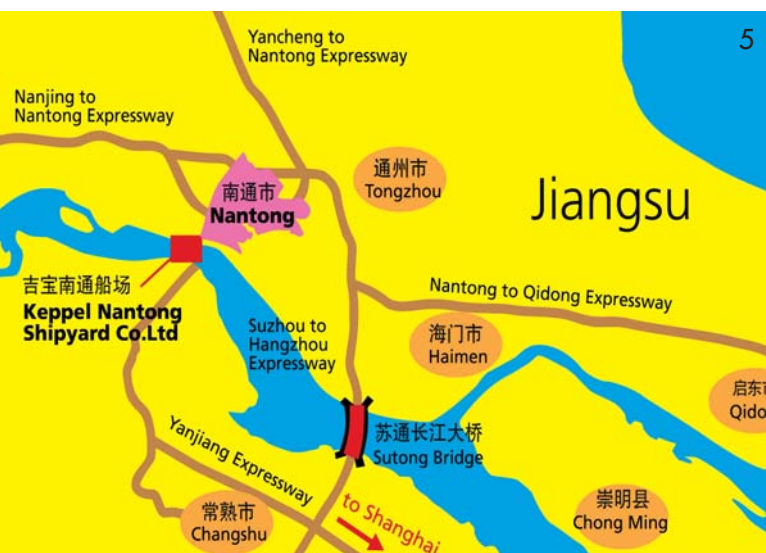 5
Yancheng to
Nantong Expressway
Nanjing to
Nantong Expressway
通州市
Tongzhou
Jiangsu
南通市
Nantong
吉宝南通船场
Keppel Nantong
Shipyard Co.Ltd
Nantong to Qidong Expressway
Suzhou to
Hangzhou
Expressway
海门市
Haimen
启东市
Qido
苏通长江大桥
Sutong Bridge
Yanjiang Expressway
常熟市
Changshu
to Shanghai
崇明县
Chong Ming